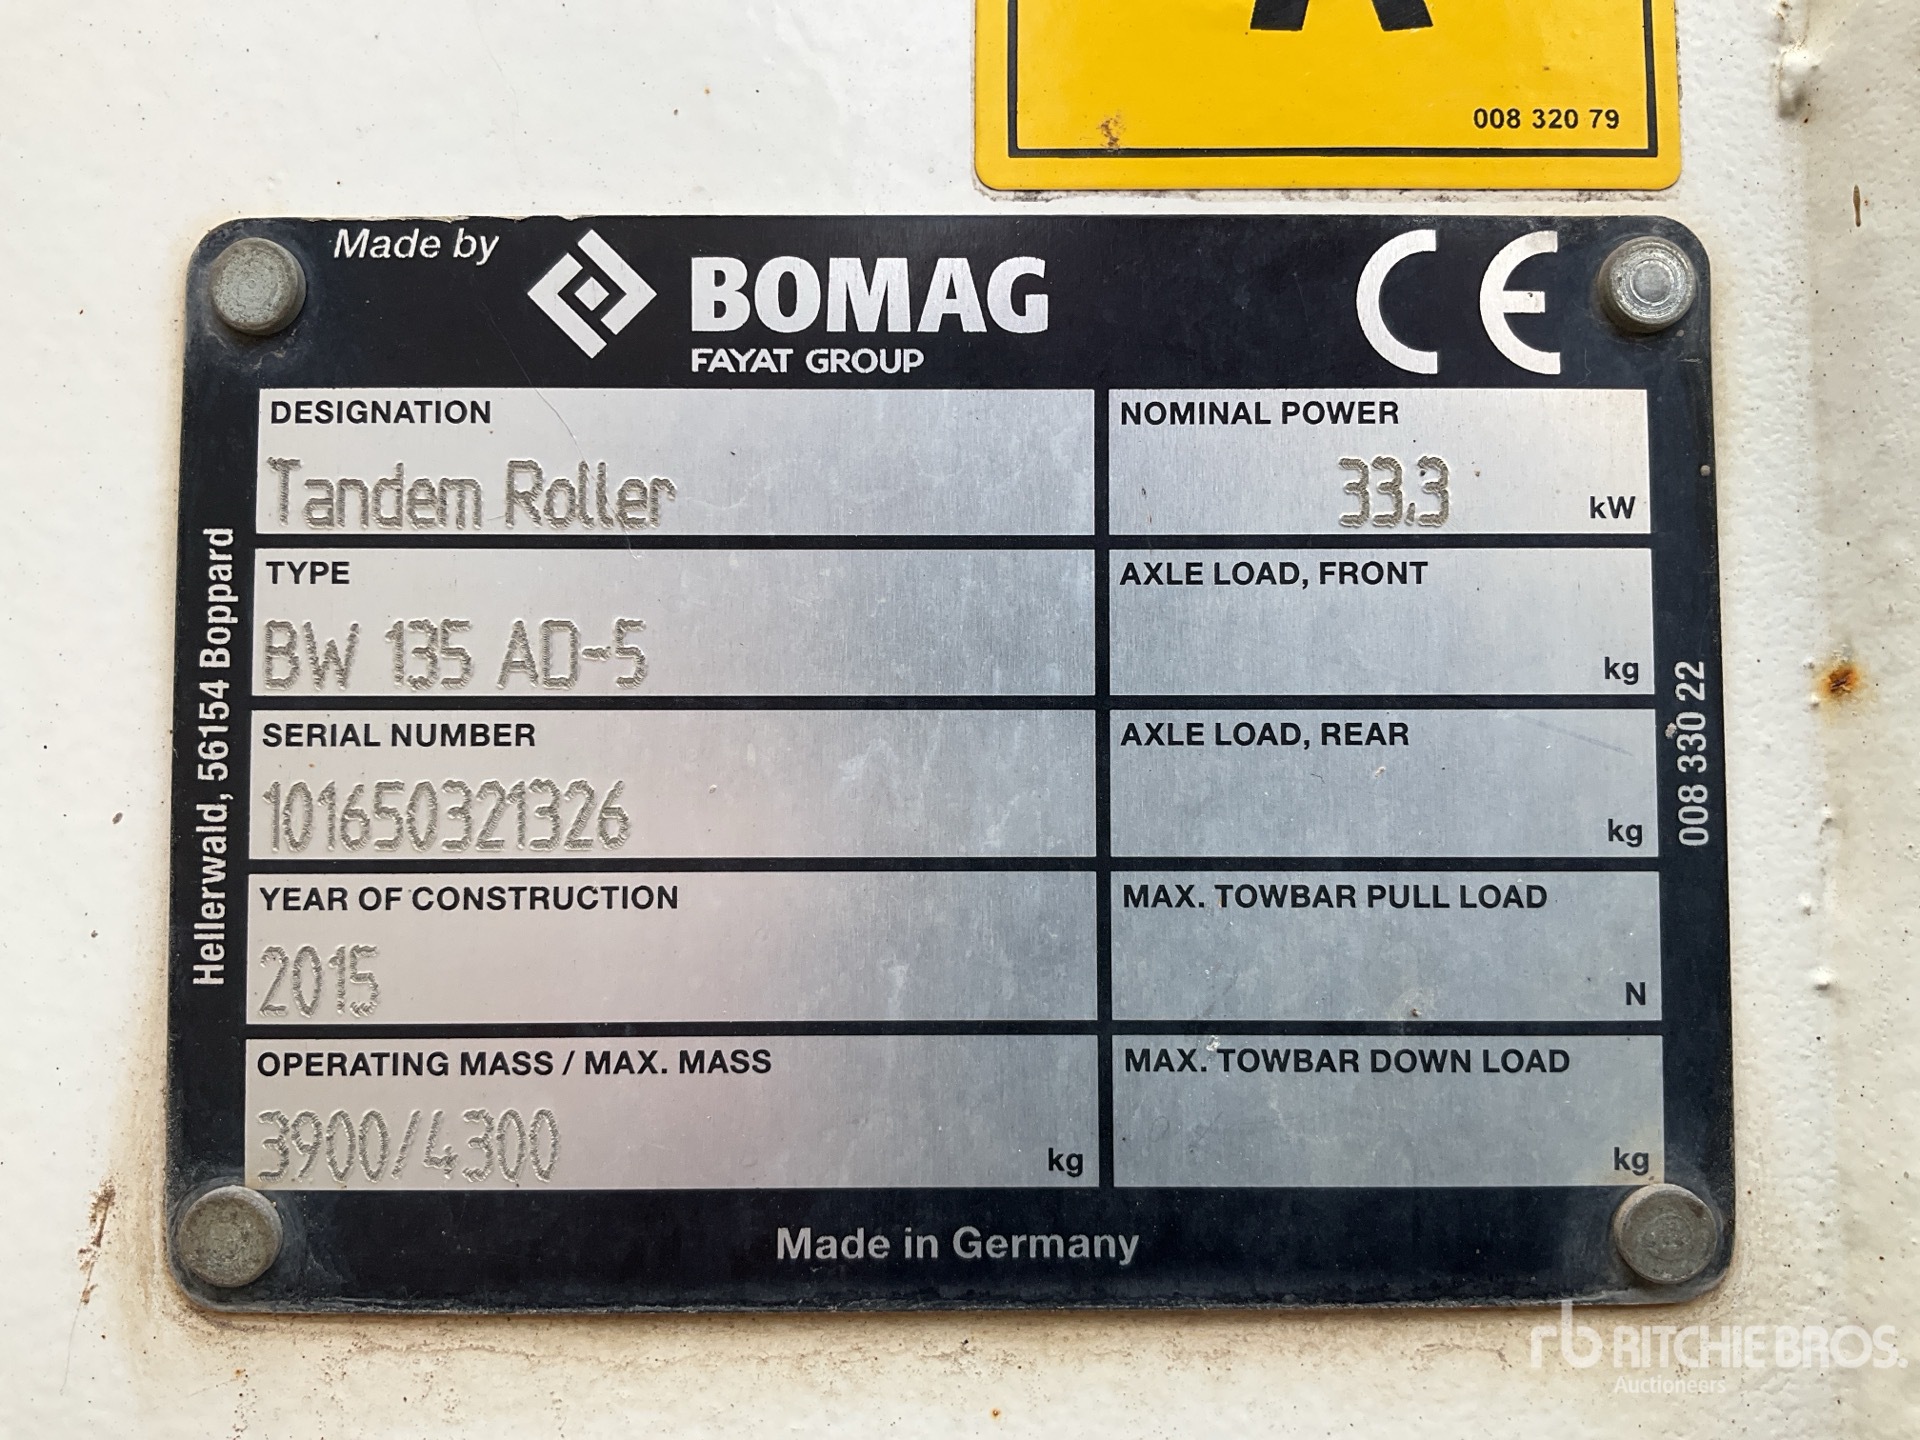 008 320 79
Made by
BOMAG
FAYAT GROUP
CE
DESIGNATION
Tandem Roller
NOMINAL POWER
33,3
kW
TYPE
BW 135 AD-5
AXLE LOAD, FRONT
kg
SERIAL NUMBER
101650321326
AXLE LOAD, REAR
kg
YEAR OF CONSTRUCTION
2015
MAX. TOWBAR PULL LOAD
N
OPERATING MASS / MAX. MASS
3900/4300
kg
MAX. TOWBAR DOWN LOAD
kg
Made in Germany
Hellerwald, 56154 Boppard
008 330 22
rb RITCHIE BROS.
Auctioneers